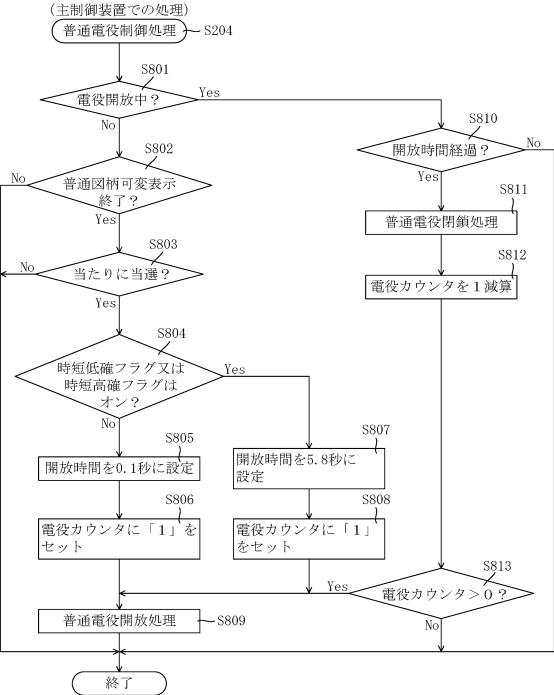 (主制御装置での処理)
普通電役制御処理
S204
S801
電役開放中？
Yes
No
S810
開放時間経過？
No
Yes
S802
普通図柄可変表示
終了？
No
Yes
S811
普通電役閉鎖処理
S803
当たりに当選？
No
Yes
S812
電役カウンタを１減算
S804
時短低確フラグ又は
時短高確フラグは
オン？
Yes
No
S805
開放時間を0.1秒に設定
S807
開放時間を5.8秒に
設定
S806
電役カウンタに「１」を
セット
S808
電役カウンタに「１」
をセット
S813
電役カウンタ＞０？
Yes
No
普通電役開放処理
S809
終了